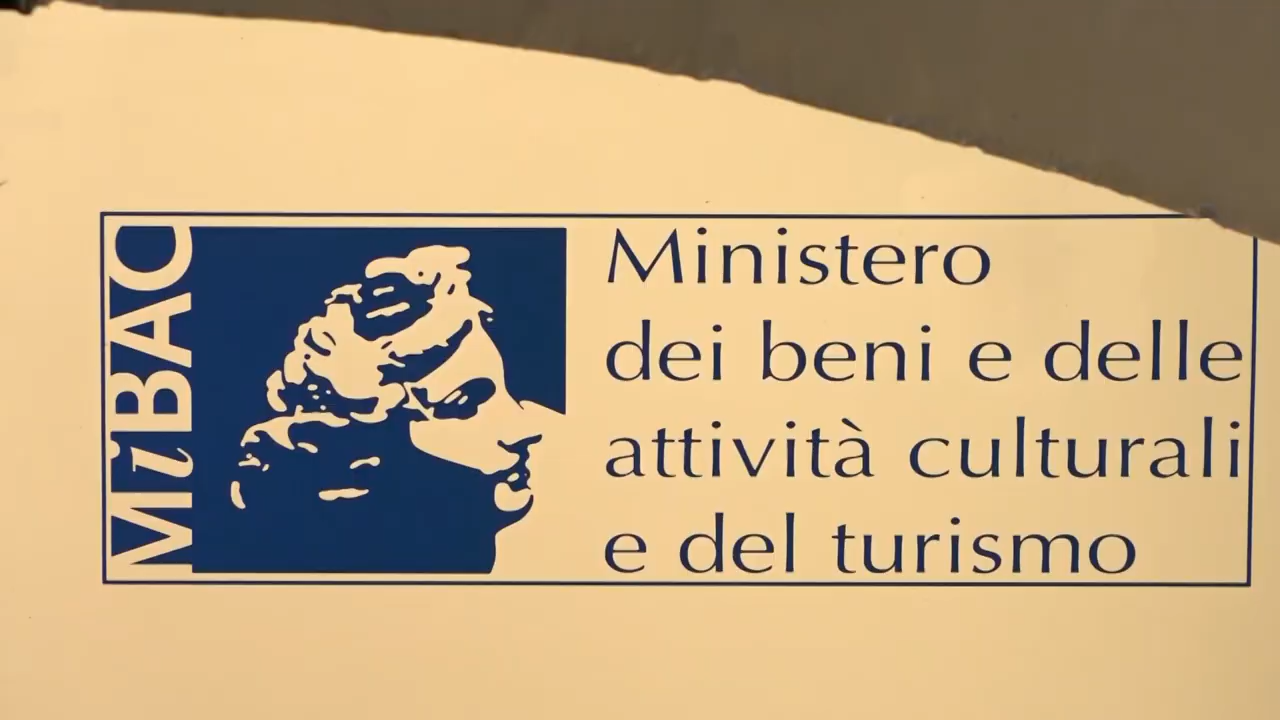 MiBAC
Ministero
dei beni e delle
attività culturali
e del turismo